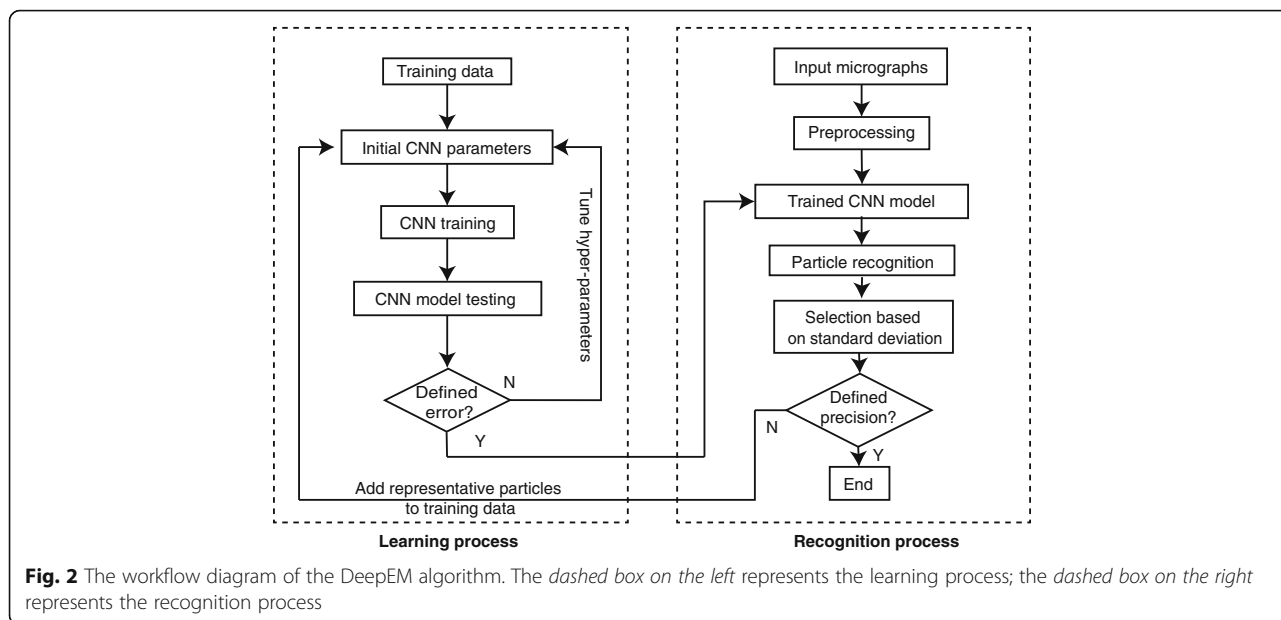 Training data
Initial CNN parameters
CNN training
CNN model testing
Defined
error?
N
Y
Tune hyper-parameters
Add representative particles
to training data
Learning process
Input micrographs
Preprocessing
Trained CNN model
Particle recognition
Selection based
on standard deviation
Defined
precision?
N
Y
End
Recognition process
Fig. 2 The workflow diagram of the DeepEM algorithm. The dashed box on the left represents the learning process; the dashed box on the right
represents the recognition process